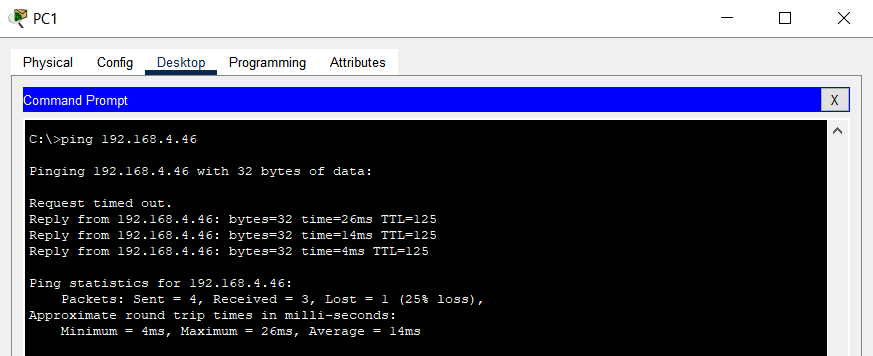 PC1
Physical Config Desktop Programming Attributes
Command Prompt X
C:\>ping 192.168.4.46
Pinging 192.168.4.46 with 32 bytes of data:
Request timed out.
Reply from 192.168.4.46: bytes=32 time=26ms TTL=125
Reply from 192.168.4.46: bytes=32 time=14ms TTL=125
Reply from 192.168.4.46: bytes=32 time=4ms TTL=125
Ping statistics for 192.168.4.46:
Packets: Sent = 4, Received = 3, Lost = 1 (25% loss),
Approximate round trip times in milli-seconds:
Minimum = 4ms, Maximum = 26ms, Average = 14ms